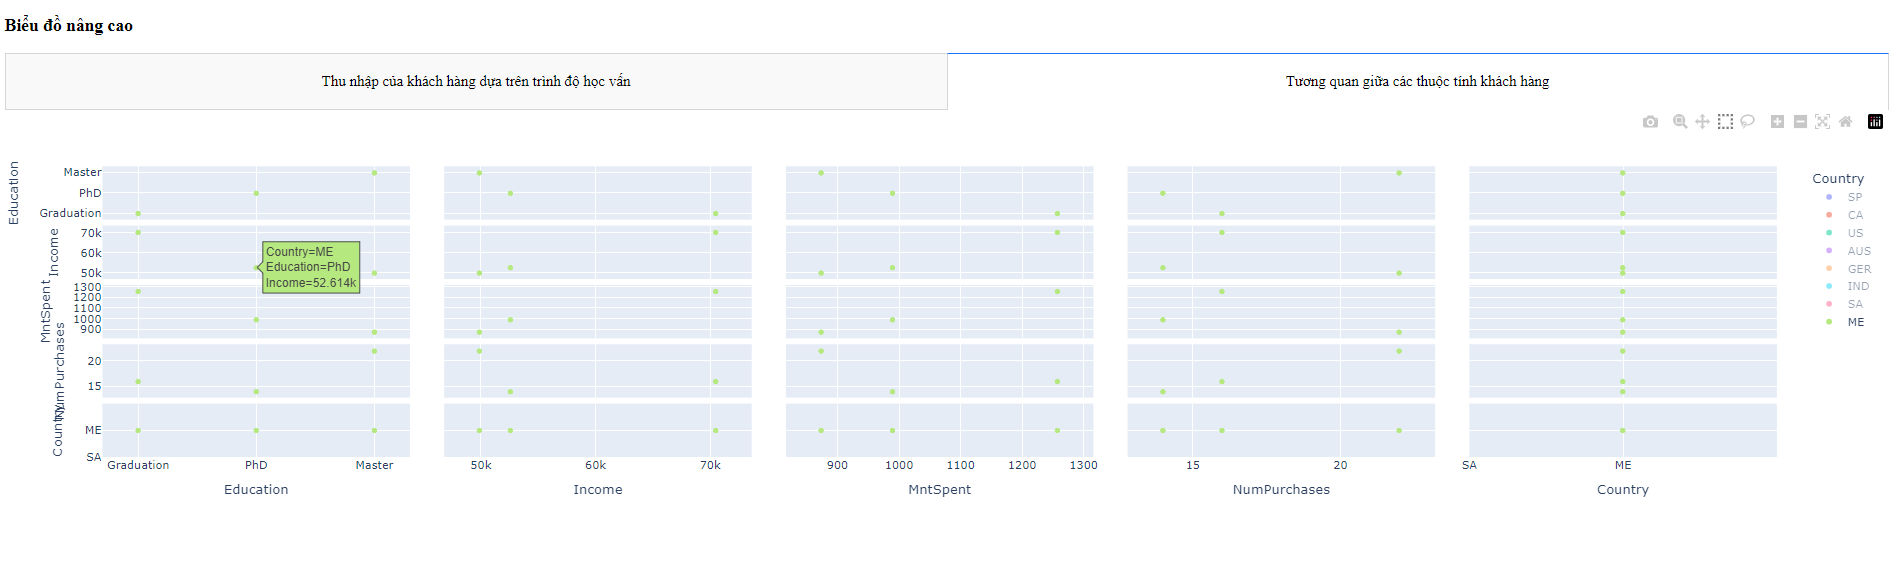 Biểu đồ nâng cao
Thu nhập của khách hàng dựa trên trình độ học vấn
Tương quan giữa các thuộc tính khách hàng
Education
Master
PhD
Graduation
Income
70k
60k
50k
Country=ME
Education=PhD
Income=52.614k
MntSpent
1300
1200
1100
1000
900
NumPurchases
20
15
Country
ME
SA
Graduation PhD Master
50k 60k 70k
900 1000 1100 1200 1300
15 20
SA ME
Education
Income
MntSpent
NumPurchases
Country
Country
SP
CA
US
AUS
GER
IND
SA
ME